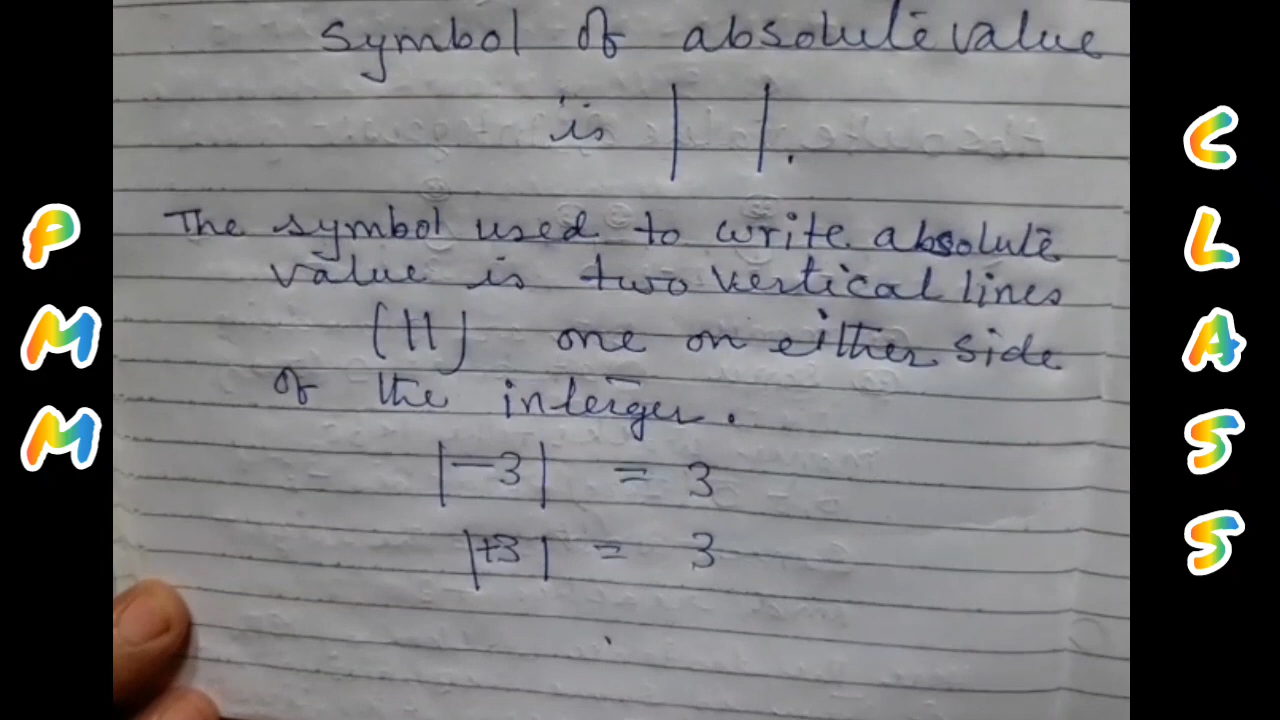 Symbol of absolute value
is | |.
The symbol used to write absolute
value is two vertical lines
(||) one on either side
of the interger.
|-3| = 3
|+3| = 3
PMM
CLASS